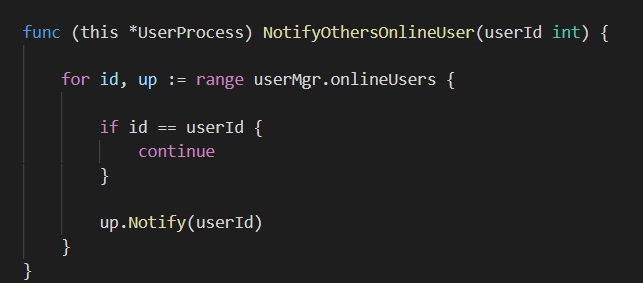 func (this *UserProcess) NotifyOthersOnlineUser(userId int) {
for id, up := range userMgr.onlineUsers {
if id == userId {
continue
}
up.Notify(userId)
}
}